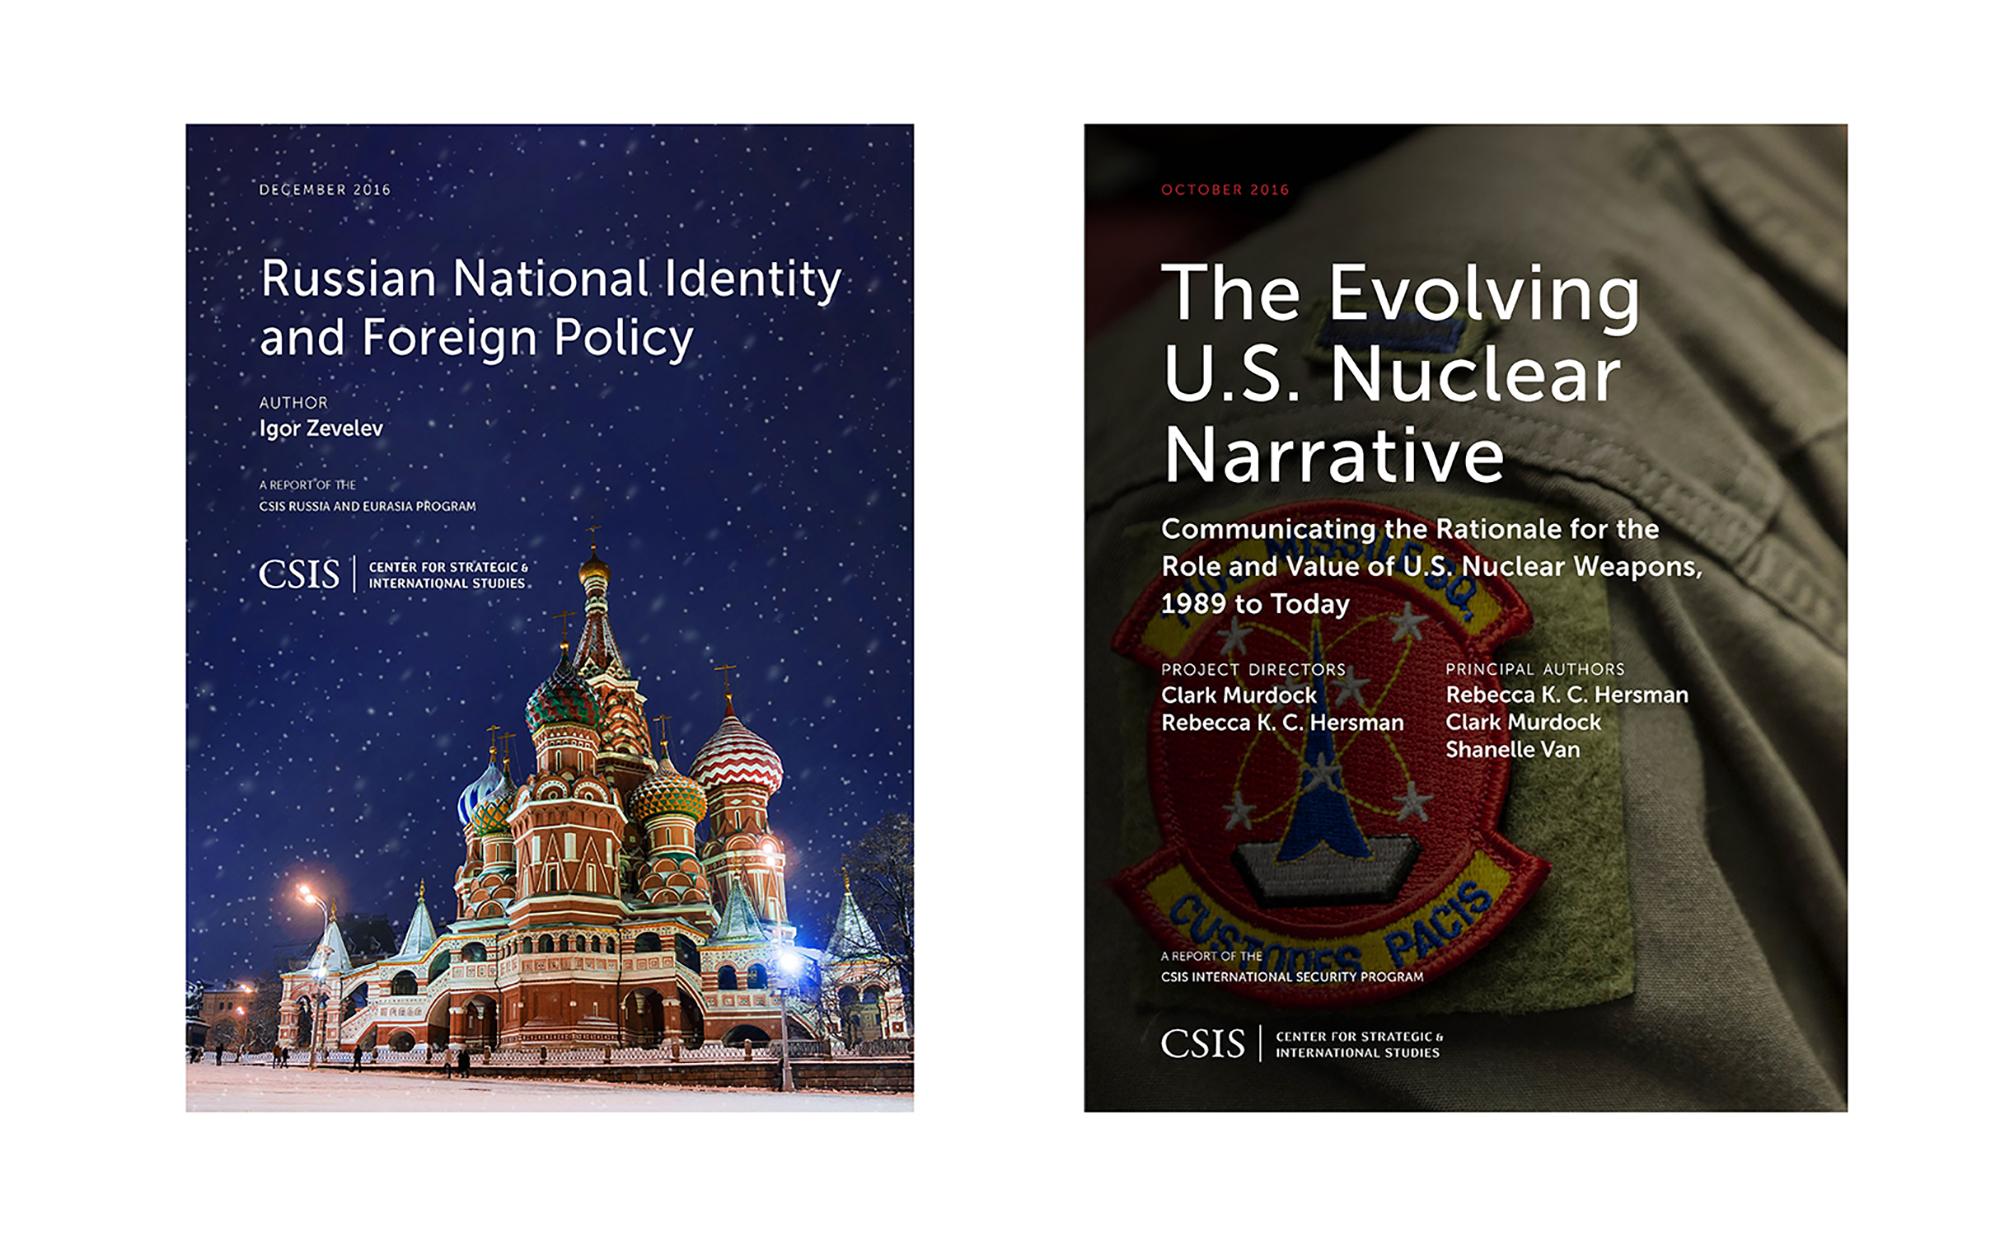 DECEMBER 2016
Russian National Identity
and Foreign Policy
AUTHOR
Igor Zevelev
A REPORT OF THE
CSIS RUSSIA AND EURASIA PROGRAM
CSIS
CENTER FOR STRATEGIC &
INTERNATIONAL STUDIES
OCTOBER 2016
The Evolving
U.S. Nuclear
Narrative
Communicating the Rationale for the
Role and Value of U.S. Nuclear Weapons,
1989 to Today
MISSILE SQ.
PROJECT DIRECTORS
Clark Murdock
Rebecca K. C. Hersman
PRINCIPAL AUTHORS
Rebecca K. C. Hersman
Clark Murdock
Shanelle Van
CUSTODES PACIS
A REPORT OF THE
CSIS INTERNATIONAL SECURITY PROGRAM
CSIS
CENTER FOR STRATEGIC &
INTERNATIONAL STUDIES